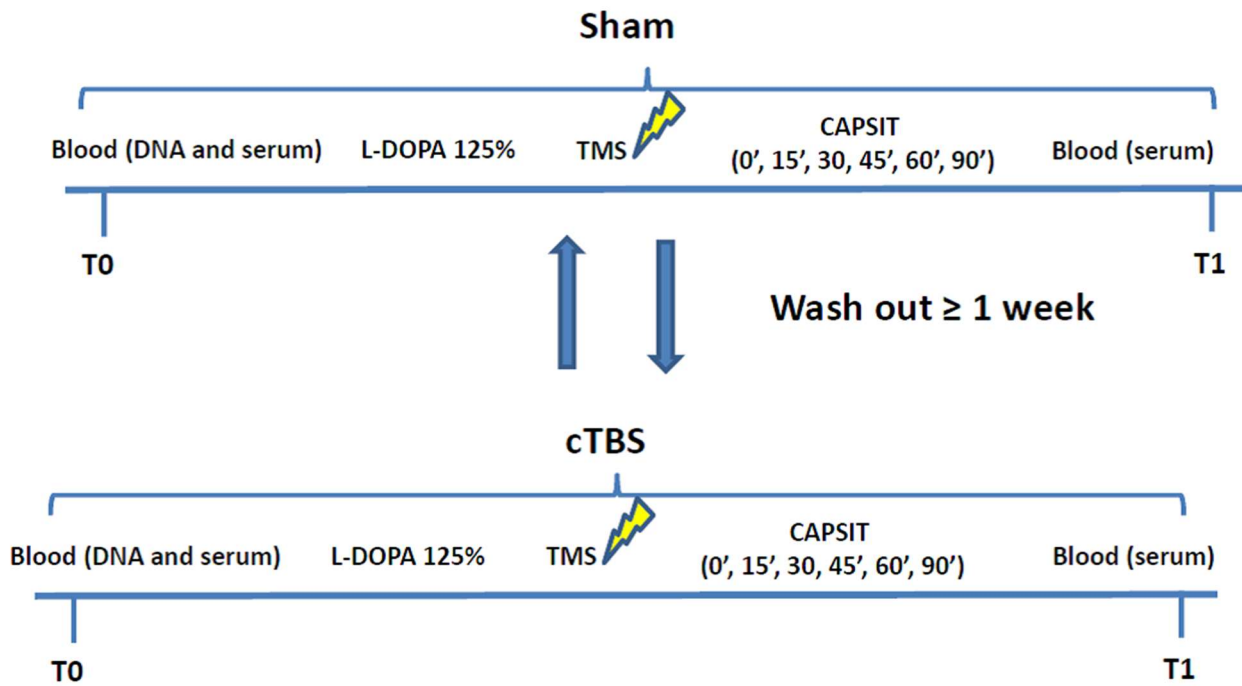 Sham
Blood (DNA and serum) L-DOPA 125% TMS CAPSIT Blood (serum)
(0’, 15’, 30, 45’, 60’, 90’)
T0 T1
Wash out ≥ 1 week
cTBS
Blood (DNA and serum) L-DOPA 125% TMS CAPSIT Blood (serum)
(0’, 15’, 30, 45’, 60’, 90’)
T0 T1